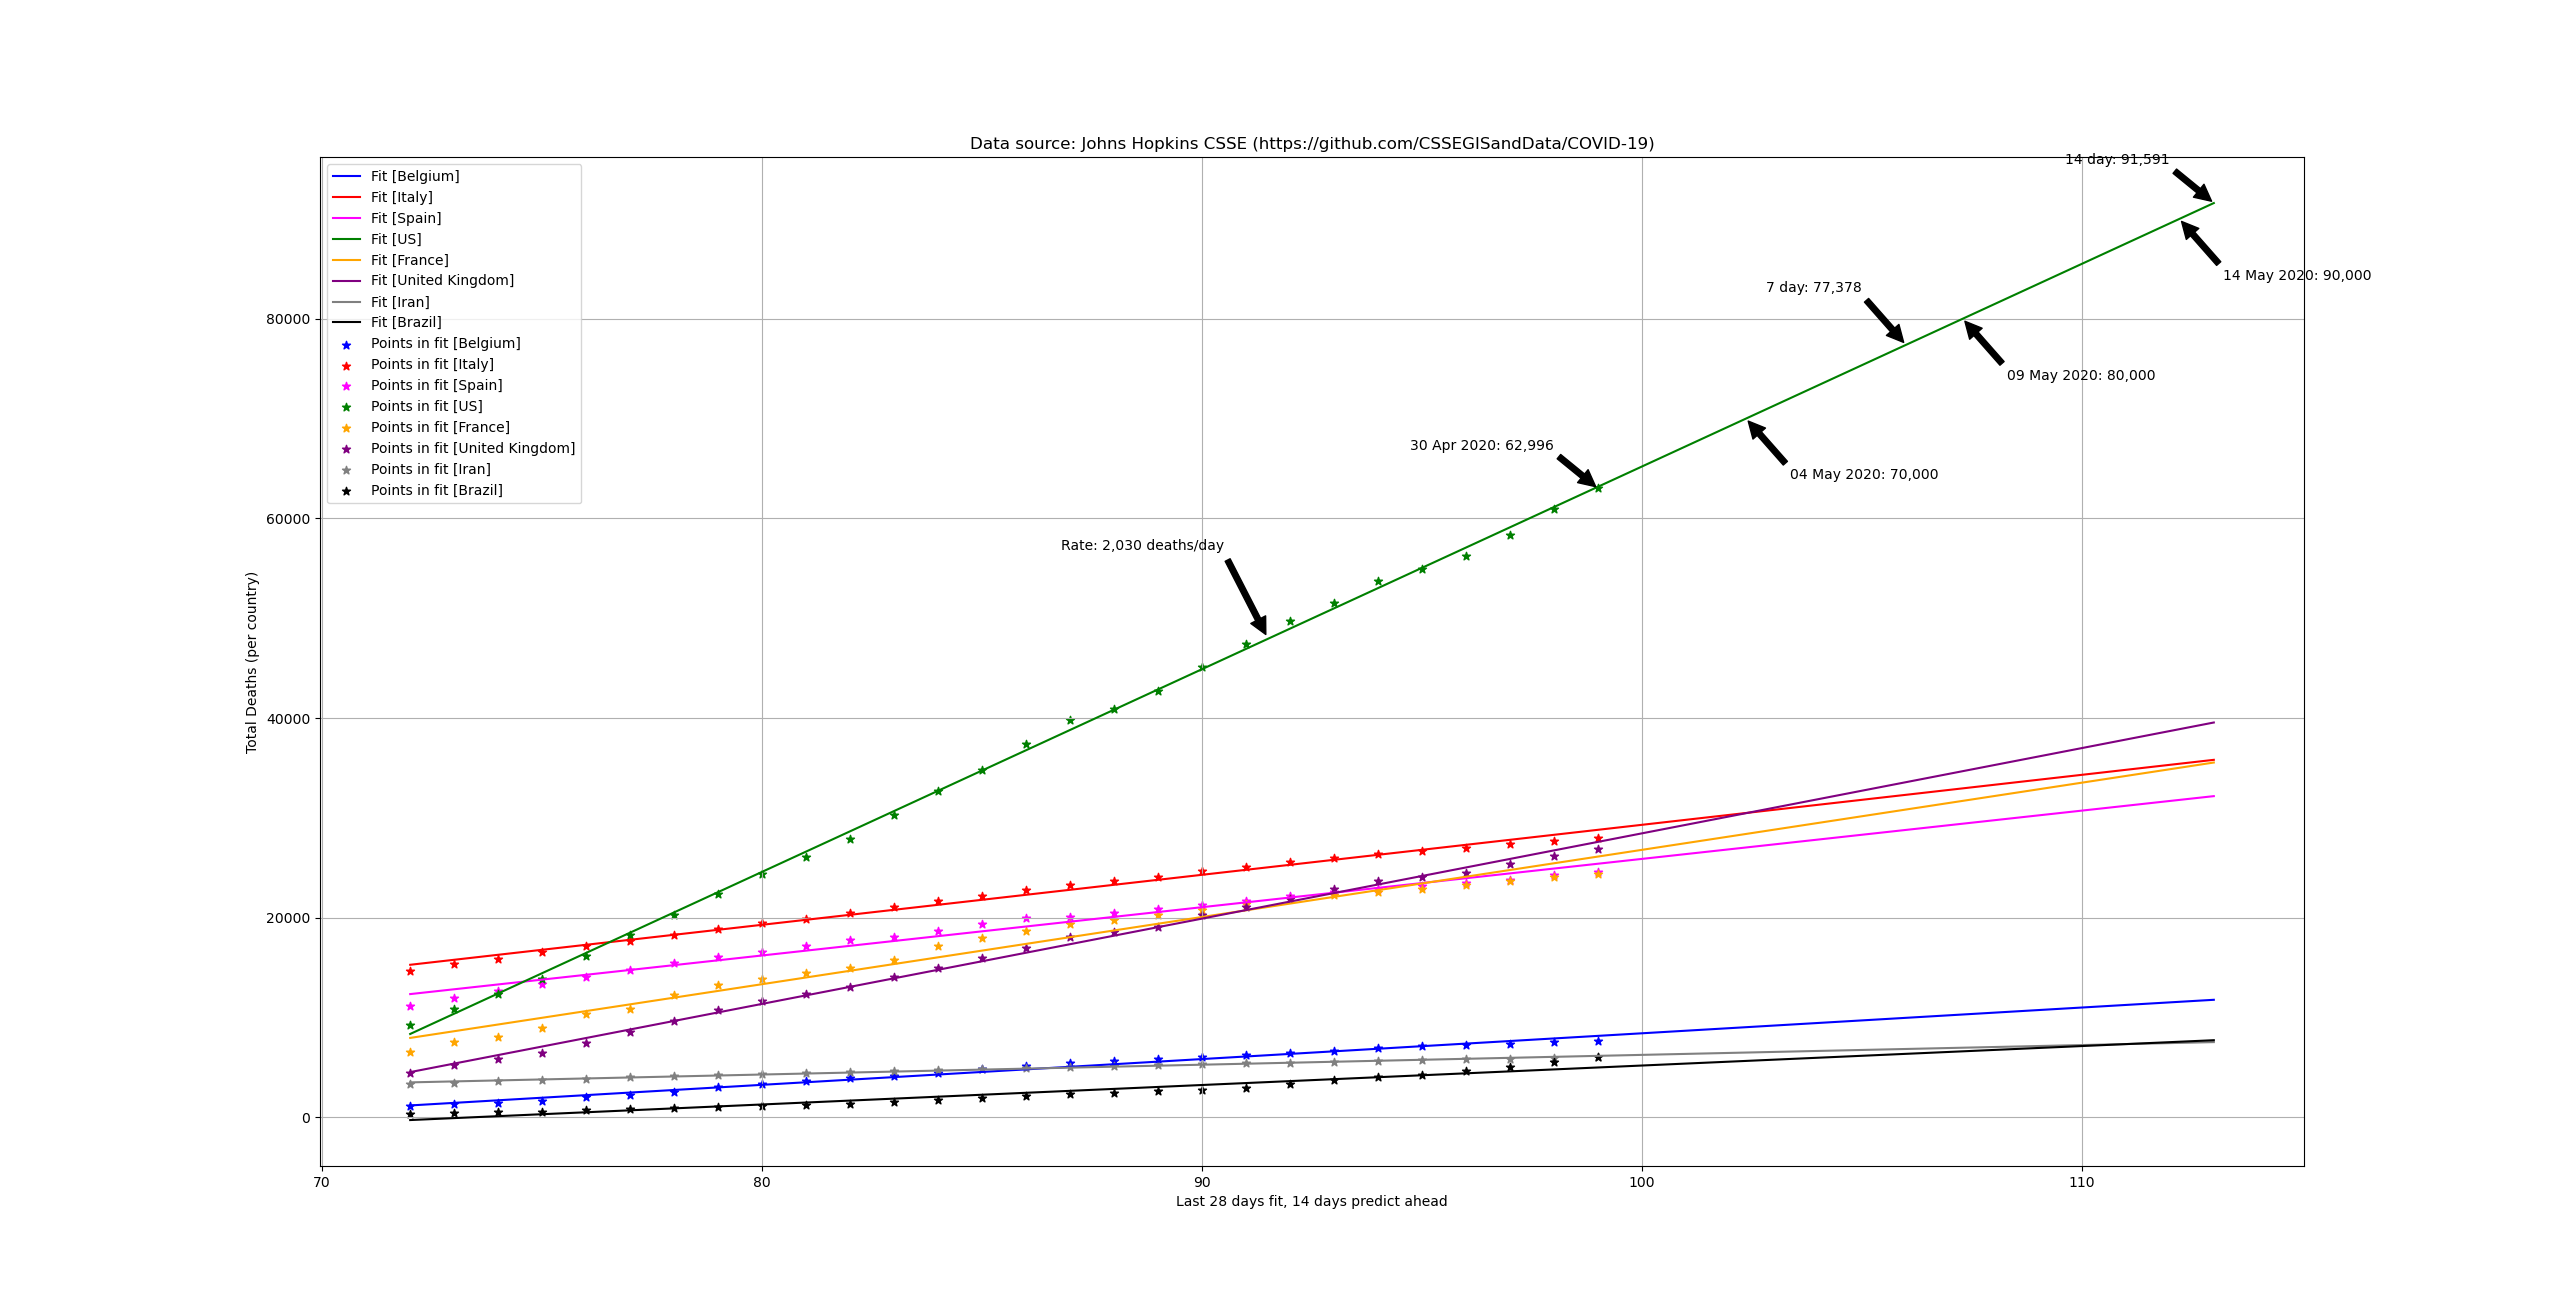 Data source: Johns Hopkins CSSE (https://github.com/CSSEGISandData/COVID-19)
Fit [Belgium]
Fit [Italy]
Fit [Spain]
Fit [US]
Fit [France]
Fit [United Kingdom]
Fit [Iran]
Fit [Brazil]
Points in fit [Belgium]
Points in fit [Italy]
Points in fit [Spain]
Points in fit [US]
Points in fit [France]
Points in fit [United Kingdom]
Points in fit [Iran]
Points in fit [Brazil]
14 day: 91,591
14 May 2020: 90,000
7 day: 77,378
09 May 2020: 80,000
30 Apr 2020: 62,996
04 May 2020: 70,000
Rate: 2,030 deaths/day
Total Deaths (per country)
80000
60000
40000
20000
0
70
80
90
100
110
Last 28 days fit, 14 days predict ahead